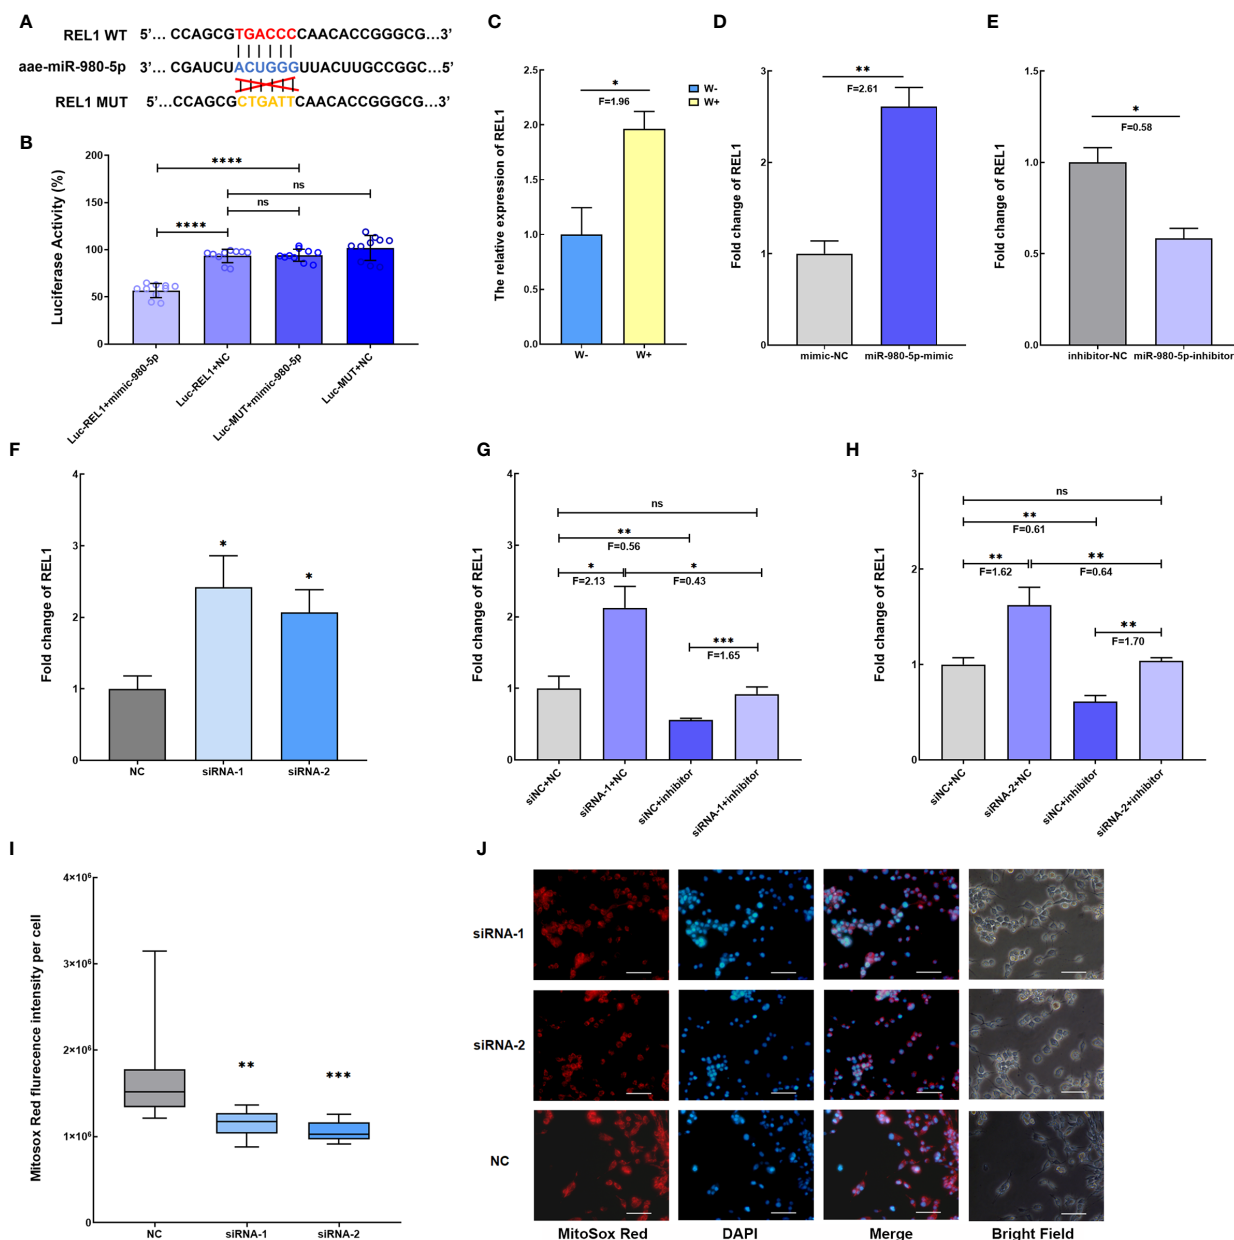 A
REL1 WT 5’... CCAGCGTGACCCCAACACCGGGCG...3’
aae-miR-980-5p 3’... CGAUCUACUGGGUUACUUGCCGGC...5’
REL1 MUT 5’... CCAGCGCTGATTCAACACCGGGCG...3’
B
Luciferase Activity (%)
200
150
100
50
0
****
ns
ns
****
Luc-REL1+mimic-980-5p
Luc-REL1+NC
Luc-MUT+mimic-980-5p
Luc-MUT+NC
C
The relative expression of REL1
2.5
2.0
1.5
1.0
0.5
0.0
*
F=1.96
W-
W+
W-
W+
D
Fold change of REL1
3
2
1
0
**
F=2.61
mimic-NC
miR-980-5p-mimic
E
Fold change of REL1
1.5
1.0
0.5
0.0
*
F=0.58
inhibitor-NC
miR-980-5p-inhibitor
F
Fold change of REL1
4
3
2
1
0
*
*
NC
siRNA-1
siRNA-2
G
Fold change of REL1
4
3
2
1
0
ns
**
F=0.56
*
F=2.13
*
F=0.43
***
F=1.65
siNC+NC
siRNA-1+NC
siNC+inhibitor
siRNA-1+inhibitor
H
Fold change of REL1
3
2
1
0
ns
**
F=0.61
**
F=1.62
**
F=0.64
**
F=1.70
siNC+NC
siRNA-2+NC
siNC+inhibitor
siRNA-2+inhibitor
I
Mitosox Red flurecence intensity per cell
4×10⁶
3×10⁶
2×10⁶
1×10⁶
0
**
***
NC
siRNA-1
siRNA-2
J
siRNA-1
siRNA-2
NC
MitoSox Red
DAPI
Merge
Bright Field